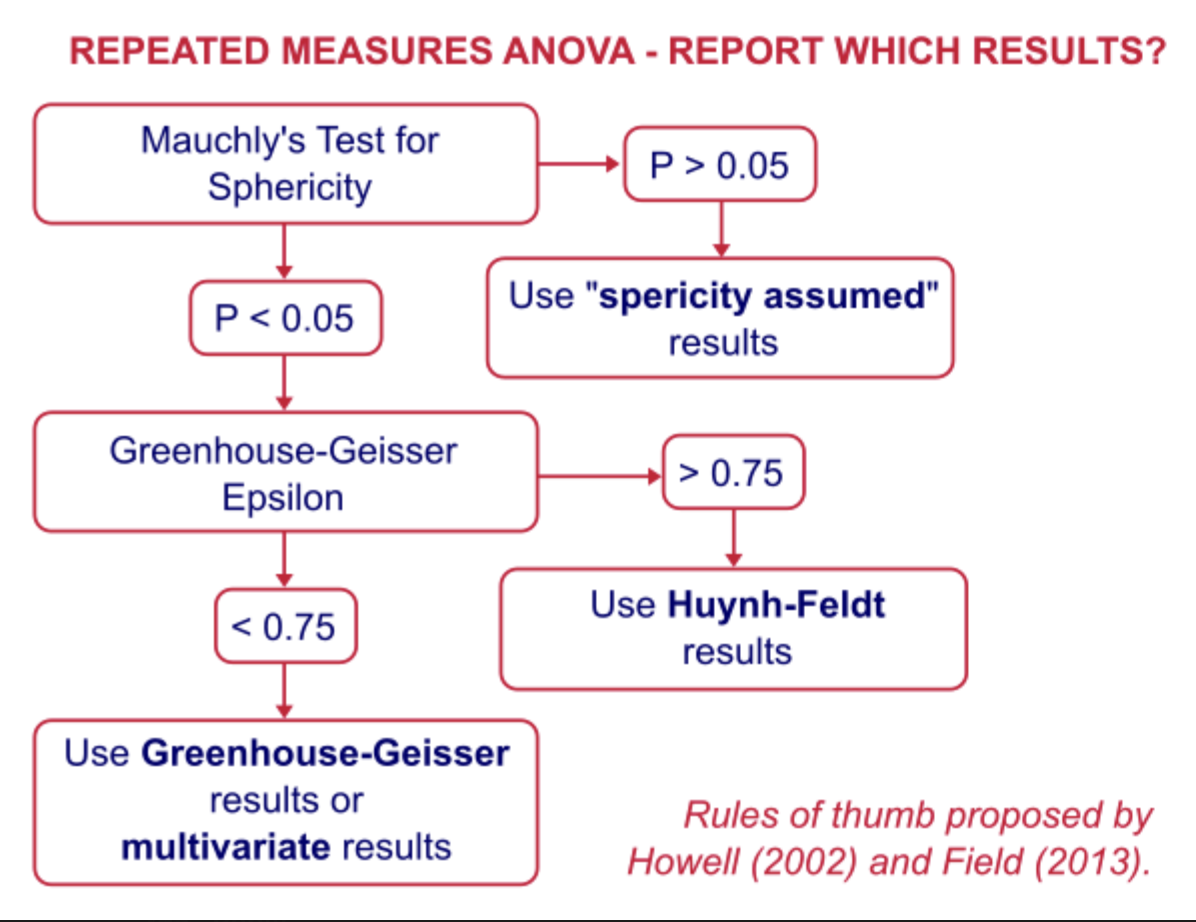 REPEATED MEASURES ANOVA - REPORT WHICH RESULTS?
Mauchly's Test for
Sphericity
P > 0.05
Use "spericity assumed"
results
P < 0.05
Greenhouse-Geisser
Epsilon
> 0.75
Use Huynh-Feldt
results
< 0.75
Use Greenhouse-Geisser
results or
multivariate results
Rules of thumb proposed by
Howell (2002) and Field (2013).